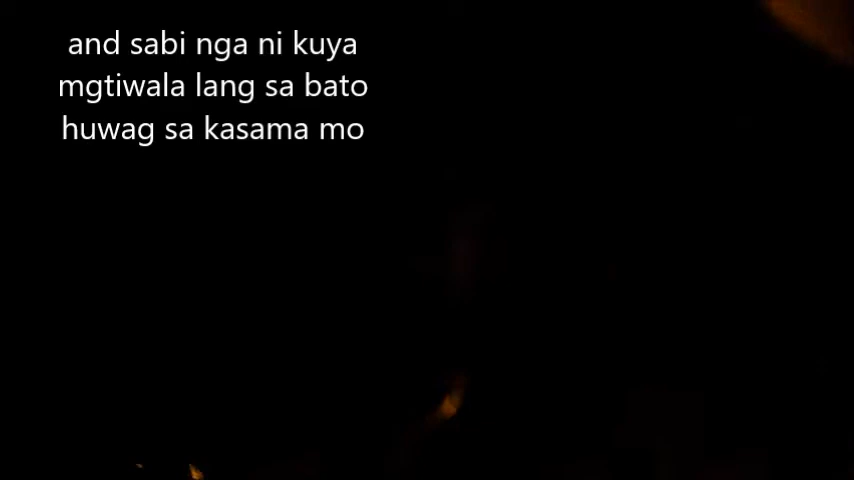 and sabi nga ni kuya
mgtiwala lang sa bato
huwag sa kasama mo